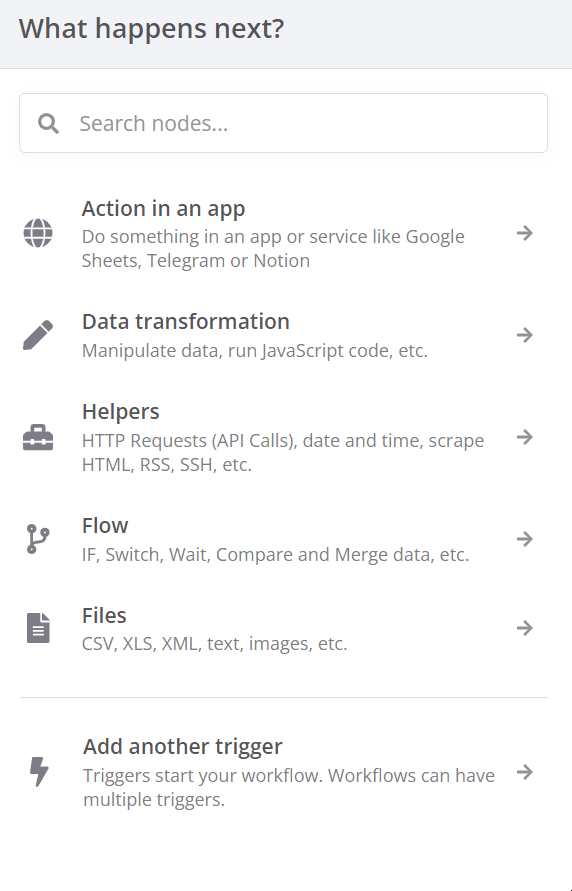 What happens next?
Search nodes...
Action in an app
Do something in an app or service like Google
Sheets, Telegram or Notion
Data transformation
Manipulate data, run JavaScript code, etc.
Helpers
HTTP Requests (API Calls), date and time, scrape
HTML, RSS, SSH, etc.
Flow
IF, Switch, Wait, Compare and Merge data, etc.
Files
CSV, XLS, XML, text, images, etc.
Add another trigger
Triggers start your workflow. Workflows can have
multiple triggers.